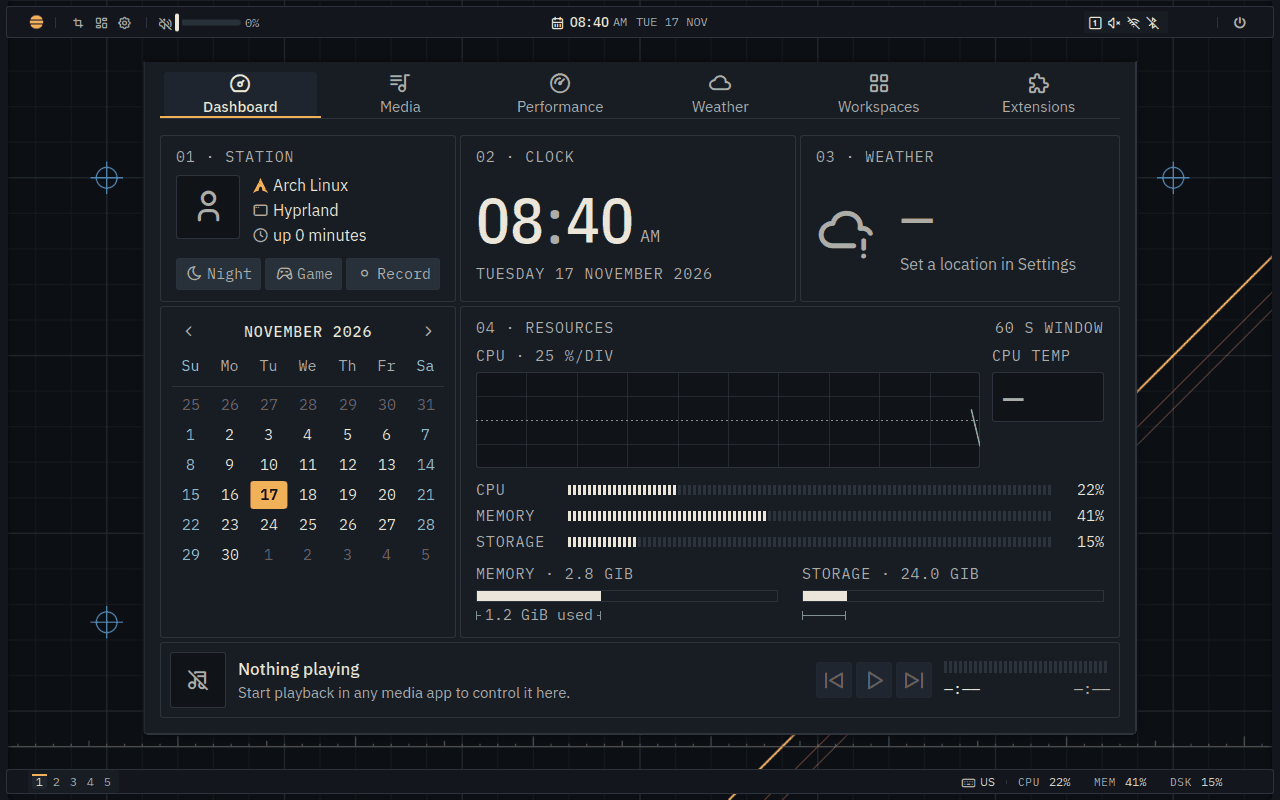 0%
08:40 AM TUE 17 NOV
1
Dashboard
Media
Performance
Weather
Workspaces
Extensions
01 · STATION
Arch Linux
Hyprland
up 0 minutes
Night
Game
Record
02 · CLOCK
08:40 AM
TUESDAY 17 NOVEMBER 2026
03 · WEATHER
—
Set a location in Settings
NOVEMBER 2026
Su Mo Tu We Th Fr Sa
25 26 27 28 29 30 31
1 2 3 4 5 6 7
8 9 10 11 12 13 14
15 16 17 18 19 20 21
22 23 24 25 26 27 28
29 30 1 2 3 4 5
04 · RESOURCES
60 S WINDOW
CPU · 25 %/DIV
CPU TEMP
—
CPU 22%
MEMORY 41%
STORAGE 15%
MEMORY · 2.8 GIB
1.2 GiB used
STORAGE · 24.0 GIB
Nothing playing
Start playback in any media app to control it here.
—:——
—:——
1 2 3 4 5
US
CPU 22%
MEM 41%
DSK 15%